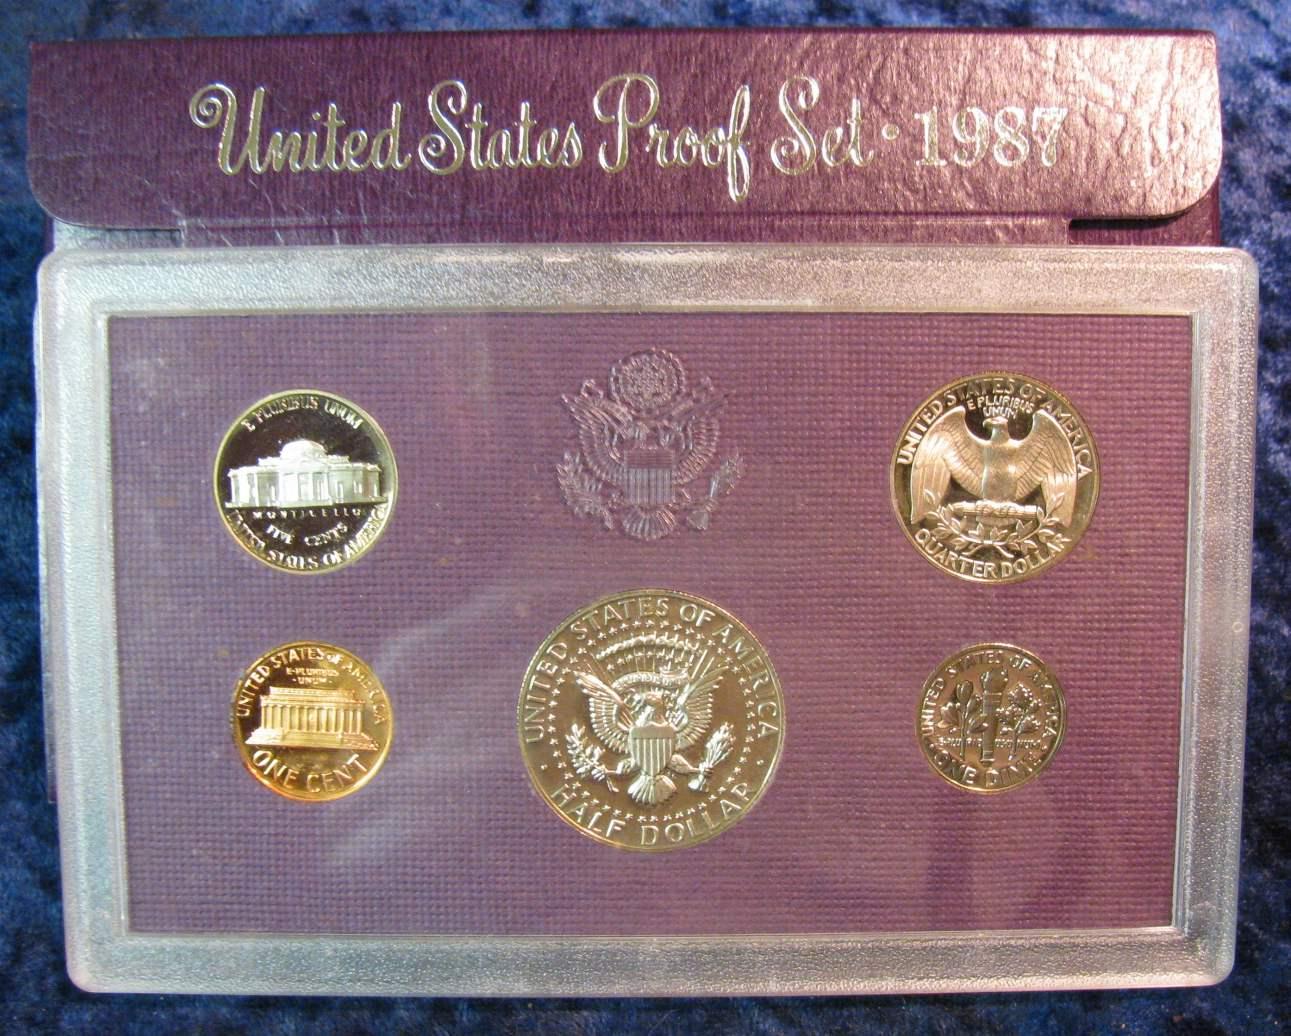 United States Proof Set · 1987
E PLURIBUS UNUM
MONTICELLO
FIVE CENTS
UNITED STATES OF AMERICA
UNITED STATES OF AMERICA
E PLURIBUS
UNUM
QUARTER DOLLAR
UNITED STATES OF AMERICA
E·PLURIBUS
·UNUM·
ONE CENT
UNITED STATES OF AMERICA
HALF DOLLAR
UNITED STATES OF AMERICA
ONE DIME